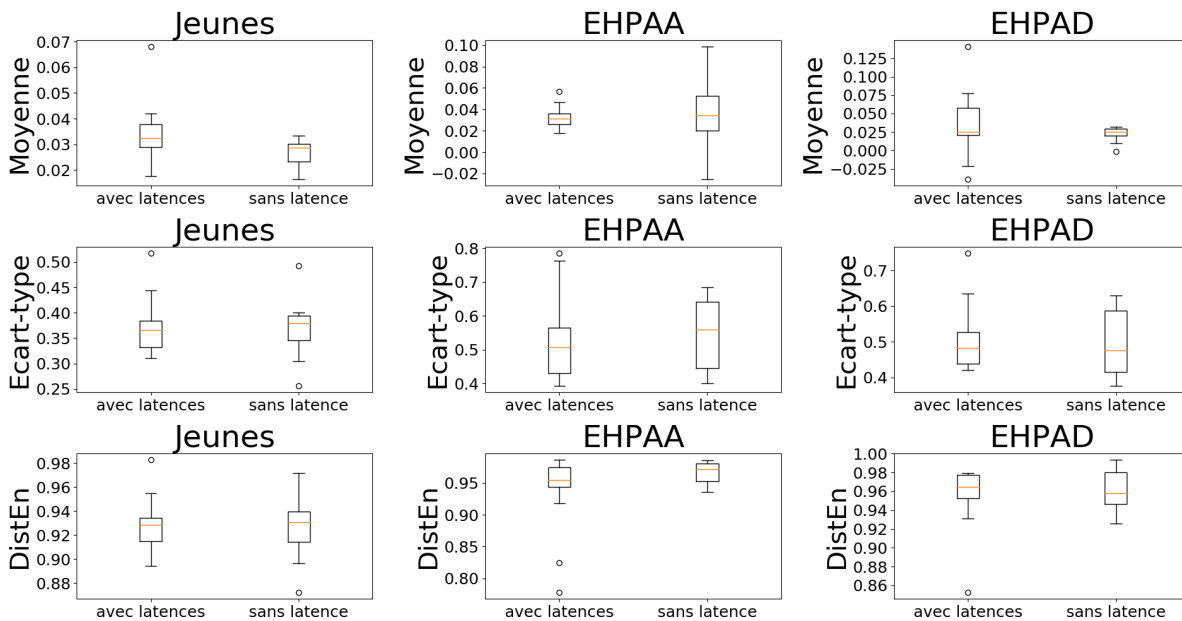 Jeunes
Moyenne
0.07
0.06
0.05
0.04
0.03
0.02
avec latences
sans latence
EHPAA
Moyenne
0.10
0.08
0.06
0.04
0.02
0.00
−0.02
avec latences
sans latence
EHPAD
Moyenne
0.125
0.100
0.075
0.050
0.025
0.000
−0.025
avec latences
sans latence
Jeunes
Ecart-type
0.50
0.45
0.40
0.35
0.30
0.25
avec latences
sans latence
EHPAA
Ecart-type
0.8
0.7
0.6
0.5
0.4
avec latences
sans latence
EHPAD
Ecart-type
0.7
0.6
0.5
0.4
avec latences
sans latence
Jeunes
DistEn
0.98
0.96
0.94
0.92
0.90
0.88
avec latences
sans latence
EHPAA
DistEn
0.95
0.90
0.85
0.80
avec latences
sans latence
EHPAD
DistEn
1.00
0.98
0.96
0.94
0.92
0.90
0.88
0.86
avec latences
sans latence